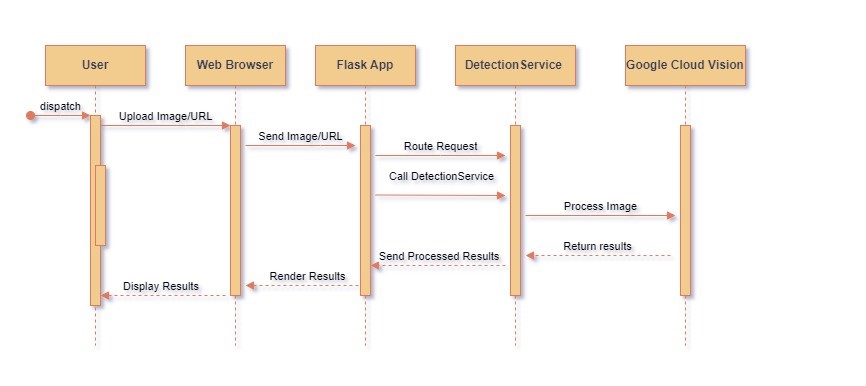 User
Web Browser
Flask App
DetectionService
Google Cloud Vision
dispatch
Upload Image/URL
Send Image/URL
Route Request
Call DetectionService
Process Image
Return results
Send Processed Results
Render Results
Display Results